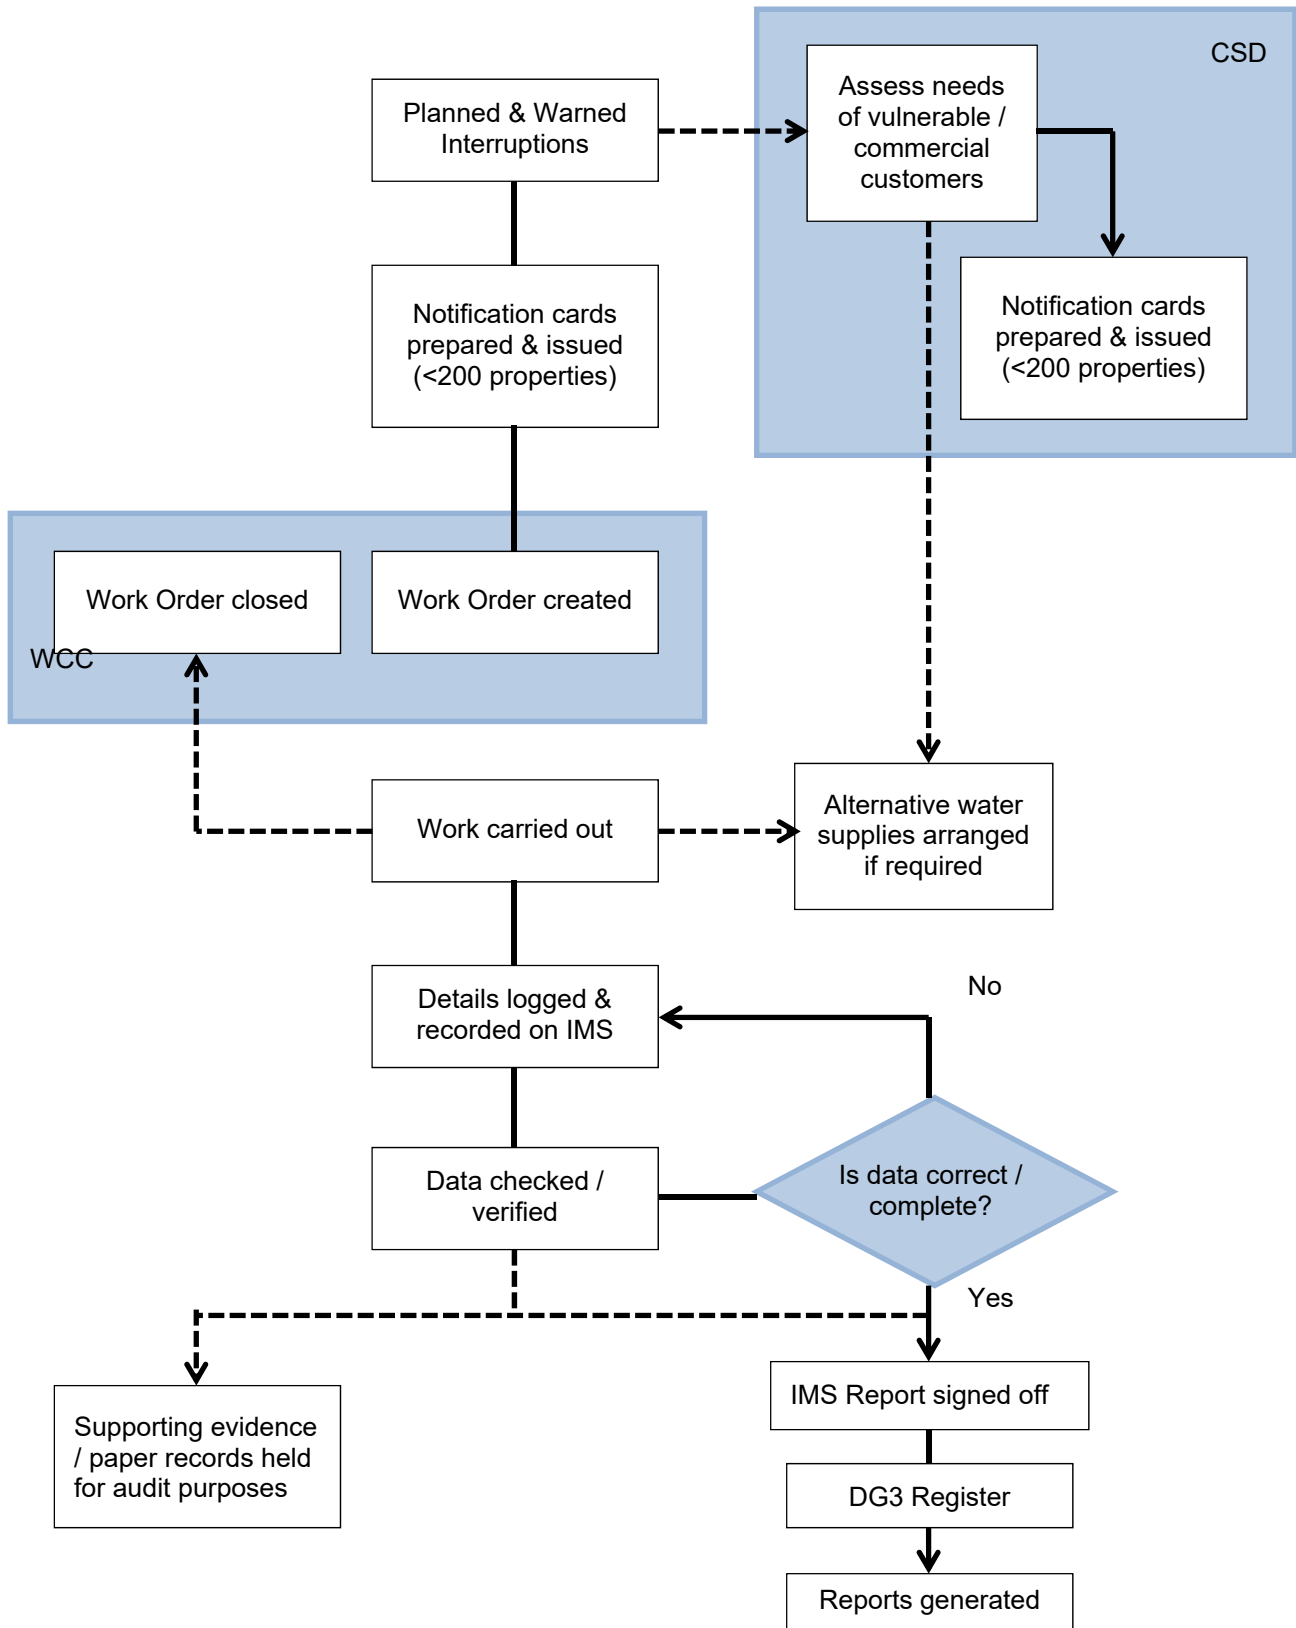 CSD
Planned & Warned
Interruptions
Assess needs
of vulnerable /
commercial
customers
Notification cards
prepared & issued
(<200 properties)
Notification cards
prepared & issued
(<200 properties)
Work Order closed
Work Order created
WCC
Work carried out
Alternative water
supplies arranged
if required
Details logged &
recorded on IMS
No
Data checked /
verified
Is data correct /
complete?
Yes
Supporting evidence
/ paper records held
for audit purposes
IMS Report signed off
DG3 Register
Reports generated